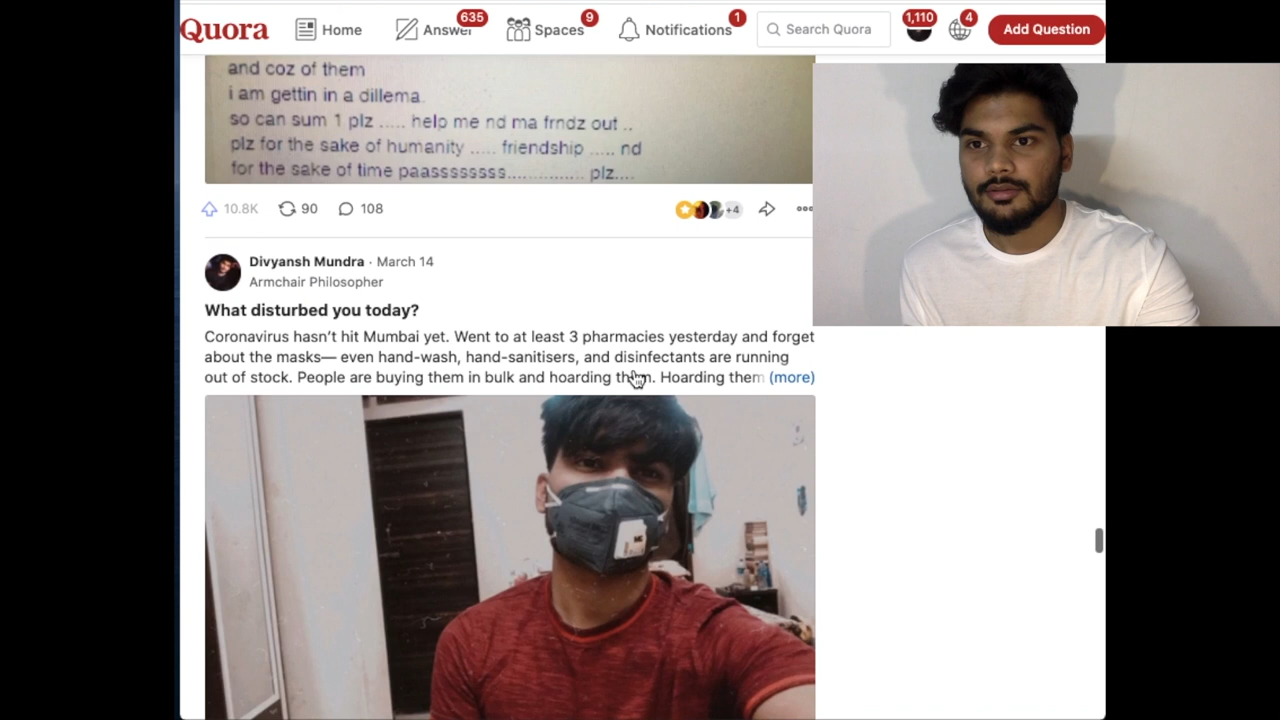 Quora
Home
Answer
635
Spaces
9
Notifications
1
Search Quora
1,110
4
Add Question
and coz of them
i am gettin in a dillema.
so can sum 1 plz ..... help me nd ma frndz out ..
plz for the sake of humanity ..... friendship ..... nd
for the sake of time paassssssss.............. plz....
10.8K
90
108
+4
Divyansh Mundra · March 14
Armchair Philosopher
What disturbed you today?
Coronavirus hasn’t hit Mumbai yet. Went to at least 3 pharmacies yesterday and forget
about the masks— even hand-wash, hand-sanitisers, and disinfectants are running
out of stock. People are buying them in bulk and hoarding them. Hoarding them (more)